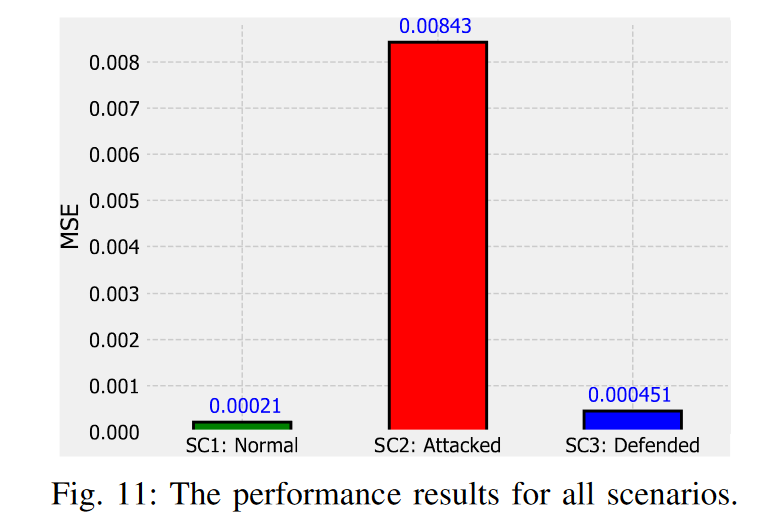 0.00843
0.008
0.007
0.006
0.005
0.004
0.003
0.002
0.001
0.000
MSE
0.00021
0.000451
SC1: Normal
SC2: Attacked
SC3: Defended
Fig. 11: The performance results for all scenarios.